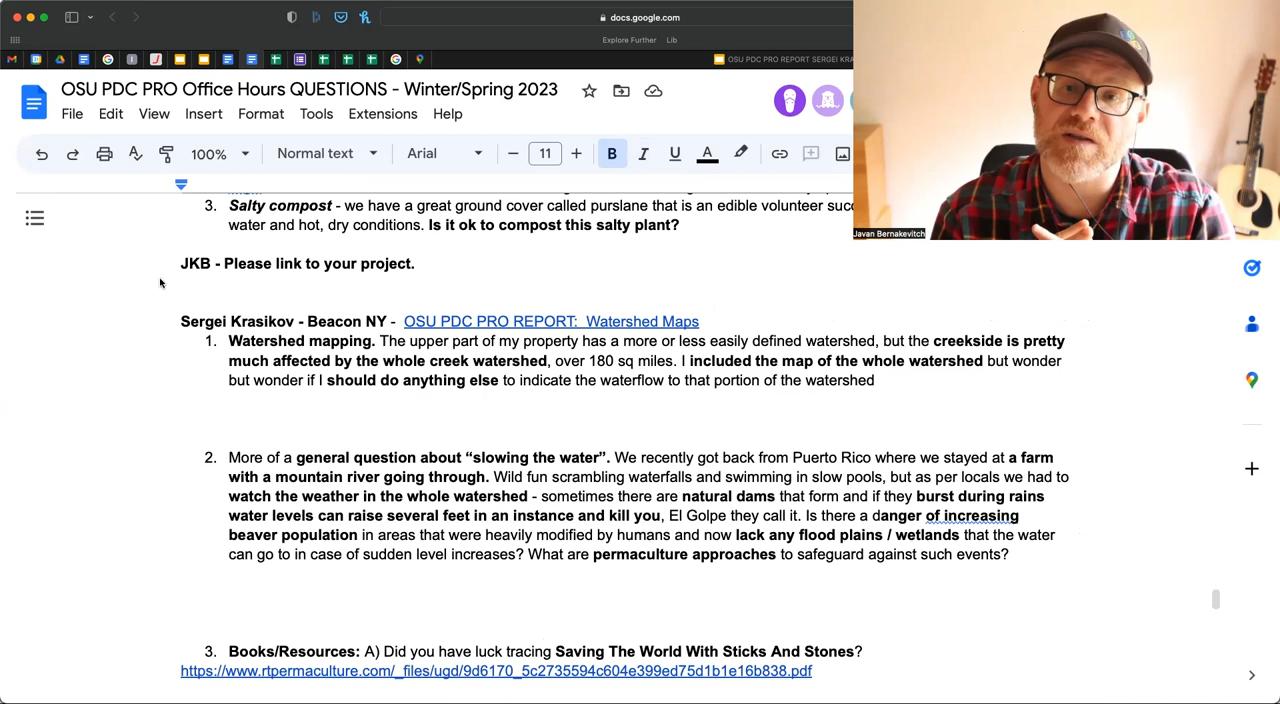 docs.google.com
Explore Further Lib
OSU PDC PRO REPORT SERGEI KRA
OSU PDC PRO Office Hours QUESTIONS - Winter/Spring 2023
File Edit View Insert Format Tools Extensions Help
100% Normal text Arial 11 B I U A
3. Salty compost - we have a great ground cover called purslane that is an edible volunteer succ
water and hot, dry conditions. Is it ok to compost this salty plant?
Javan Bernakevitch
JKB - Please link to your project.
Sergei Krasikov - Beacon NY - OSU PDC PRO REPORT: Watershed Maps
1. Watershed mapping. The upper part of my property has a more or less easily defined watershed, but the creekside is pretty
much affected by the whole creek watershed, over 180 sq miles. I included the map of the whole watershed but wonder
but wonder if I should do anything else to indicate the waterflow to that portion of the watershed
2. More of a general question about “slowing the water”. We recently got back from Puerto Rico where we stayed at a farm
with a mountain river going through. Wild fun scrambling waterfalls and swimming in slow pools, but as per locals we had to
watch the weather in the whole watershed - sometimes there are natural dams that form and if they burst during rains
water levels can raise several feet in an instance and kill you, El Golpe they call it. Is there a danger of increasing
beaver population in areas that were heavily modified by humans and now lack any flood plains / wetlands that the water
can go to in case of sudden level increases? What are permaculture approaches to safeguard against such events?
3. Books/Resources: A) Did you have luck tracing Saving The World With Sticks And Stones?
https://www.rtpermaculture.com/_files/ugd/9d6170_5c2735594c604e399ed75d1b1e16b838.pdf